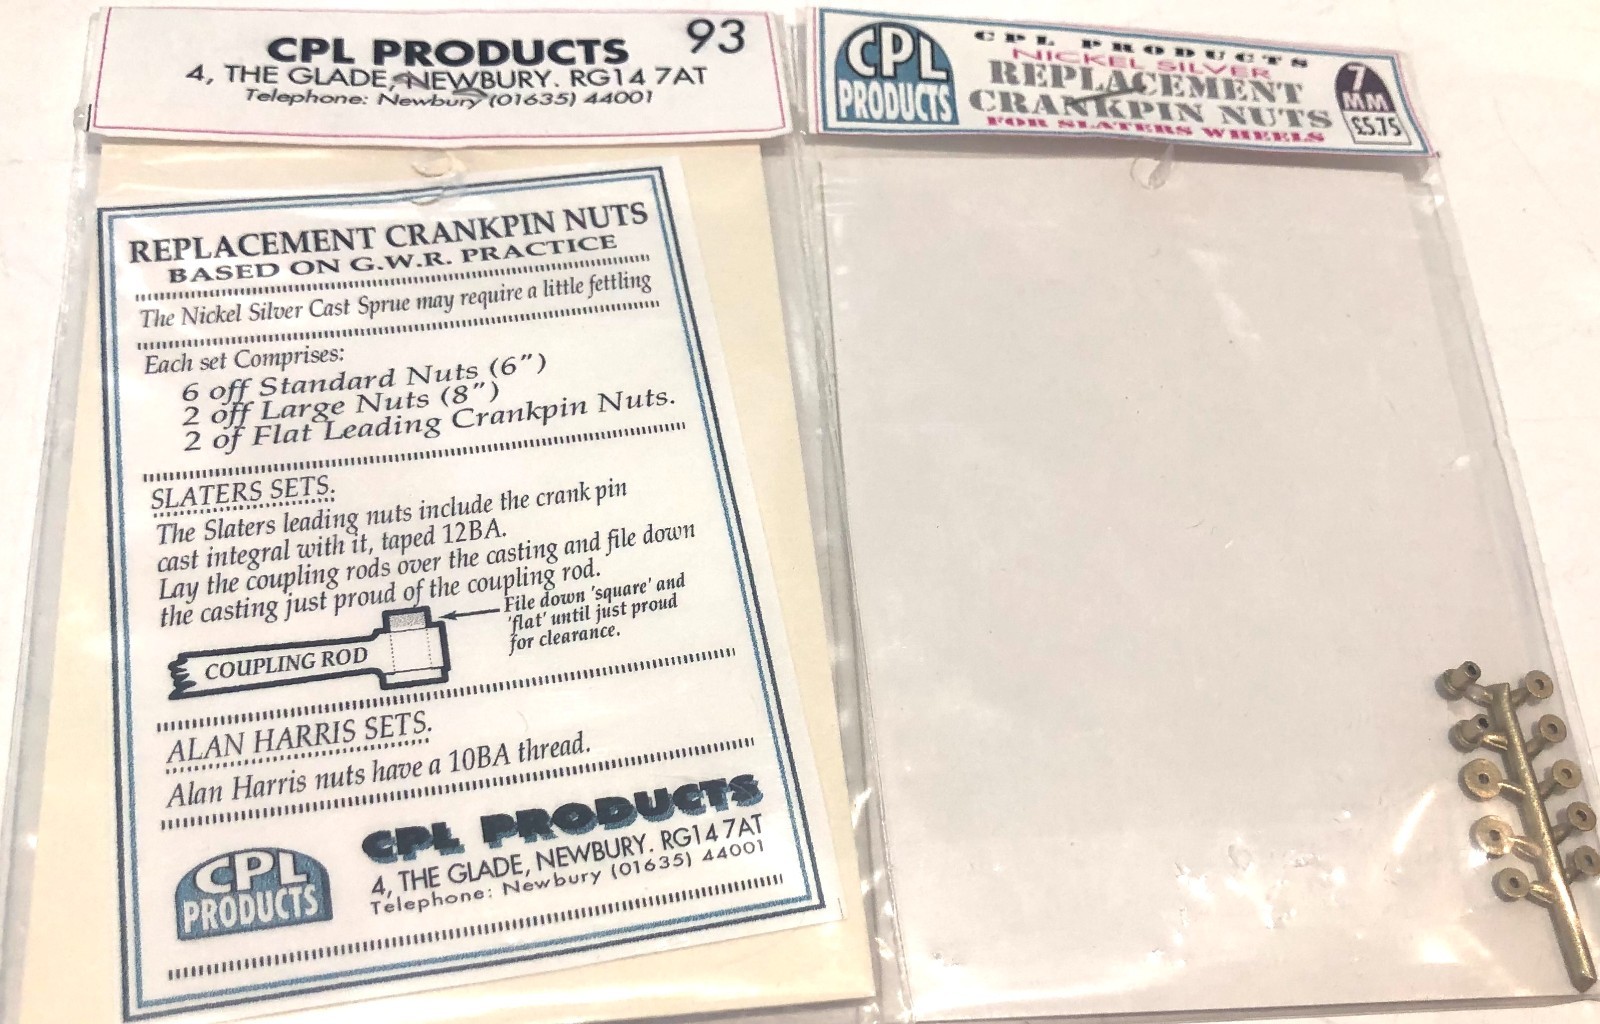 CPL PRODUCTS
93
4, THE GLADE, NEWBURY. RG14 7AT
Telephone: Newbury (01635) 44001
REPLACEMENT CRANKPIN NUTS
BASED ON G.W.R. PRACTICE
The Nickel Silver Cast Sprue may require a little fettling
Each set Comprises:
6 off Standard Nuts (6")
2 off Large Nuts (8")
2 of Flat Leading Crankpin Nuts.
SLATERS SETS.
The Slaters leading nuts include the crank pin
cast integral with it, taped 12BA.
Lay the coupling rods over the casting and file down
the casting just proud of the coupling rod.
File down 'square' and
'flat' until just proud
for clearance.
COUPLING ROD
ALAN HARRIS SETS.
Alan Harris nuts have a 10BA thread.
CPL PRODUCTS
4, THE GLADE, NEWBURY. RG14 7AT
Telephone: Newbury (01635) 44001
CPL
PRODUCTS
CPL
PRODUCTS
CPL PRODUCTS
NICKEL SILVER
REPLACEMENT
CRANKPIN NUTS
FOR SLATERS WHEELS
7
MM
£5.75